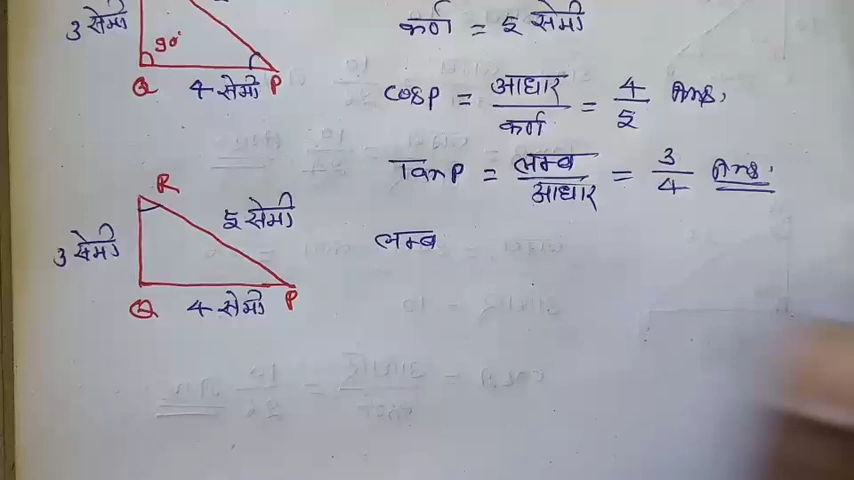 3 सेमी
90°
Q 4 सेमी P
कर्ण = 5 सेमी
cosP = आधार / कर्ण = 4/5 Ans.
TanP = लम्ब / आधार = 3/4 Ans.
R
5 सेमी
3 सेमी
Q 4 सेमी P
लम्ब